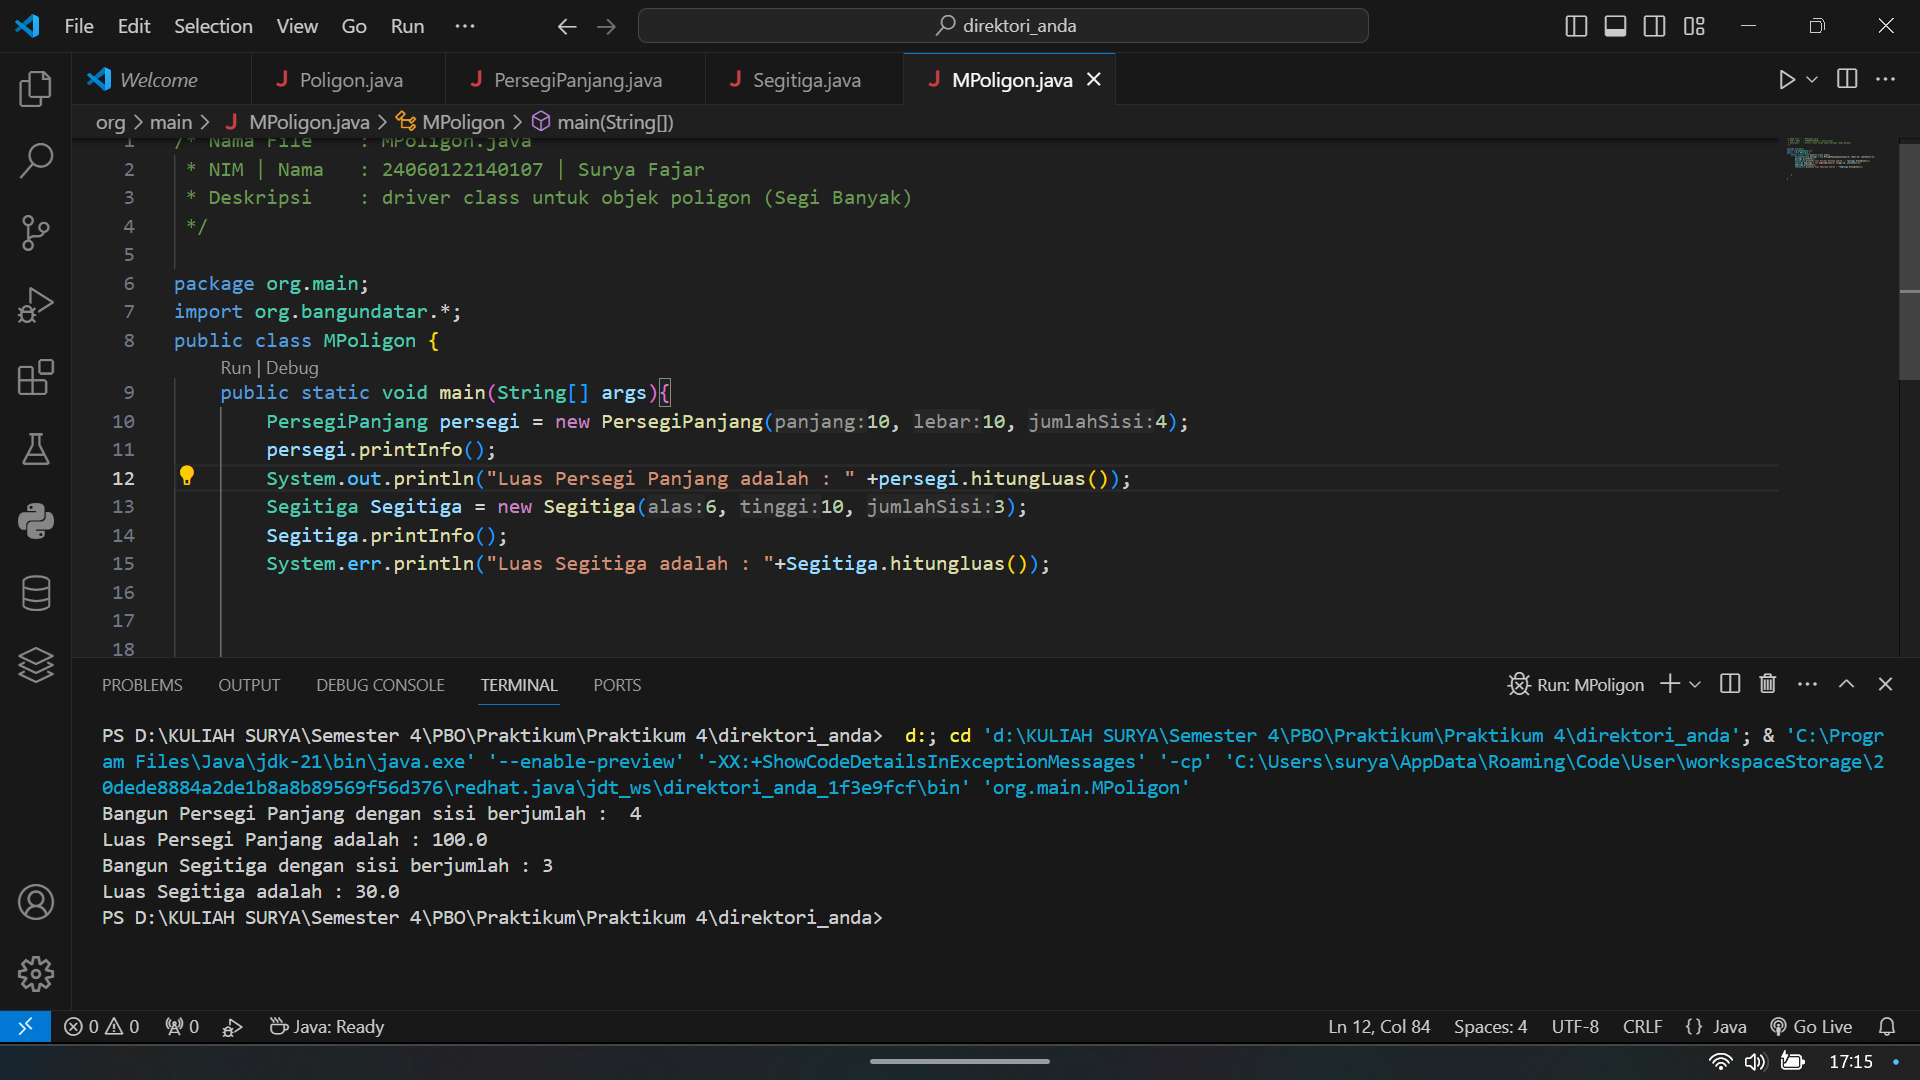 File Edit Selection View Go Run ··· direktori_anda
Welcome Poligon.java PersegiPanjang.java Segitiga.java MPoligon.java
org > main > MPoligon.java > MPoligon > main(String[])
1 /* Nama File : MPoligon.java
2 * NIM | Nama : 24060122140107 | Surya Fajar
3 * Deskripsi : driver class untuk objek poligon (Segi Banyak)
4 */
5
6 package org.main;
7 import org.bangundatar.*;
8 public class MPoligon {
Run | Debug
9 public static void main(String[] args){
10 PersegiPanjang persegi = new PersegiPanjang(panjang:10, lebar:10, jumlahSisi:4);
11 persegi.printInfo();
12 System.out.println("Luas Persegi Panjang adalah : " +persegi.hitungLuas());
13 Segitiga Segitiga = new Segitiga(alas:6, tinggi:10, jumlahSisi:3);
14 Segitiga.printInfo();
15 System.err.println("Luas Segitiga adalah : "+Segitiga.hitungluas());
16
17
18
PROBLEMS OUTPUT DEBUG CONSOLE TERMINAL PORTS Run: MPoligon
PS D:\KULIAH SURYA\Semester 4\PBO\Praktikum\Praktikum 4\direktori_anda> d:; cd 'd:\KULIAH SURYA\Semester 4\PBO\Praktikum\Praktikum 4\direktori_anda'; & 'C:\Progr
am Files\Java\jdk-21\bin\java.exe' '--enable-preview' '-XX:+ShowCodeDetailsInExceptionMessages' '-cp' 'C:\Users\surya\AppData\Roaming\Code\User\workspaceStorage\2
0dede8884a2de1b8a8b89569f56d376\redhat.java\jdt_ws\direktori_anda_1f3e9fcf\bin' 'org.main.MPoligon'
Bangun Persegi Panjang dengan sisi berjumlah :  4
Luas Persegi Panjang adalah : 100.0
Bangun Segitiga dengan sisi berjumlah : 3
Luas Segitiga adalah : 30.0
PS D:\KULIAH SURYA\Semester 4\PBO\Praktikum\Praktikum 4\direktori_anda>
0 0 0 Java: Ready Ln 12, Col 84 Spaces: 4 UTF-8 CRLF {} Java Go Live
17:15